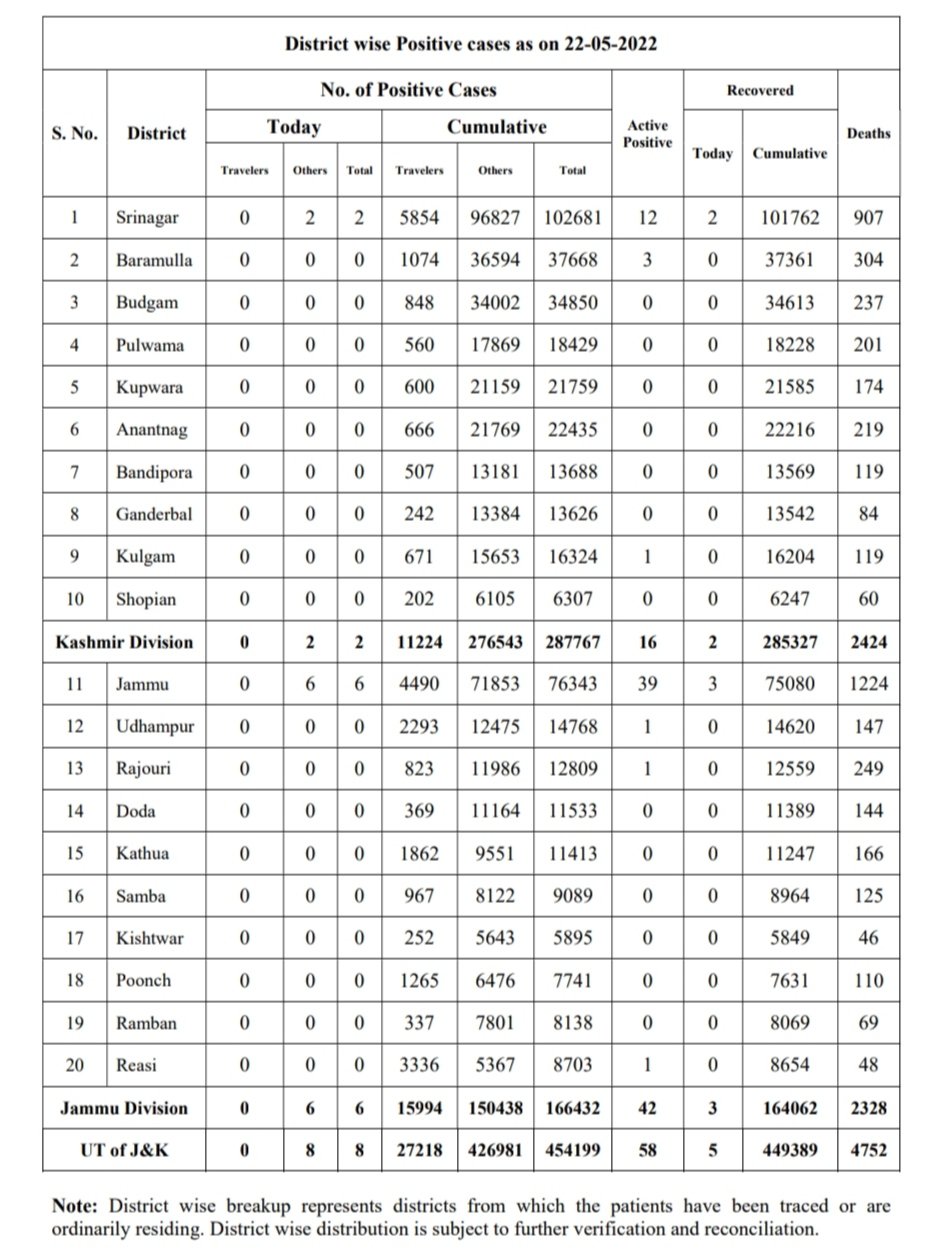 District wise Positive cases as on 22-05-2022
S. No. District No. of Positive Cases Active Positive Recovered Deaths
Today Cumulative Today Cumulative
Travelers Others Total Travelers Others Total
1 Srinagar 0 2 2 5854 96827 102681 12 2 101762 907
2 Baramulla 0 0 0 1074 36594 37668 3 0 37361 304
3 Budgam 0 0 0 848 34002 34850 0 0 34613 237
4 Pulwama 0 0 0 560 17869 18429 0 0 18228 201
5 Kupwara 0 0 0 600 21159 21759 0 0 21585 174
6 Anantnag 0 0 0 666 21769 22435 0 0 22216 219
7 Bandipora 0 0 0 507 13181 13688 0 0 13569 119
8 Ganderbal 0 0 0 242 13384 13626 0 0 13542 84
9 Kulgam 0 0 0 671 15653 16324 1 0 16204 119
10 Shopian 0 0 0 202 6105 6307 0 0 6247 60
Kashmir Division 0 2 2 11224 276543 287767 16 2 285327 2424
11 Jammu 0 6 6 4490 71853 76343 39 3 75080 1224
12 Udhampur 0 0 0 2293 12475 14768 1 0 14620 147
13 Rajouri 0 0 0 823 11986 12809 1 0 12559 249
14 Doda 0 0 0 369 11164 11533 0 0 11389 144
15 Kathua 0 0 0 1862 9551 11413 0 0 11247 166
16 Samba 0 0 0 967 8122 9089 0 0 8964 125
17 Kishtwar 0 0 0 252 5643 5895 0 0 5849 46
18 Poonch 0 0 0 1265 6476 7741 0 0 7631 110
19 Ramban 0 0 0 337 7801 8138 0 0 8069 69
20 Reasi 0 0 0 3336 5367 8703 1 0 8654 48
Jammu Division 0 6 6 15994 150438 166432 42 3 164062 2328
UT of J&K 0 8 8 27218 426981 454199 58 5 449389 4752
Note: District wise breakup represents districts from which the patients have been traced or are
ordinarily residing. District wise distribution is subject to further verification and reconciliation.